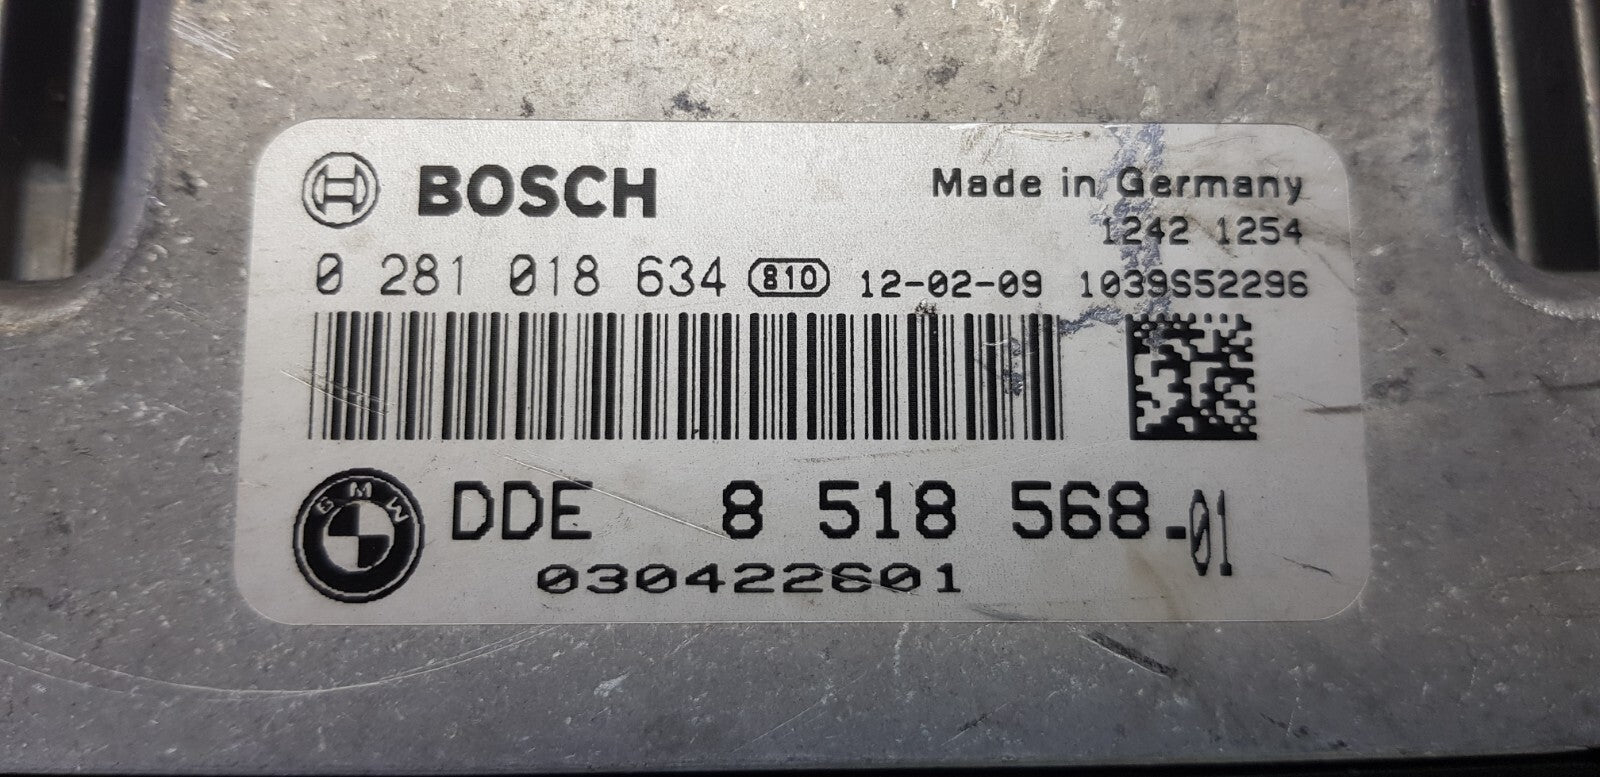 BOSCH
Made in Germany
1242 1254
0 281 018 634 810 12-02-09 1039S52296
BMW
DDE 8 518 568-01
030422601